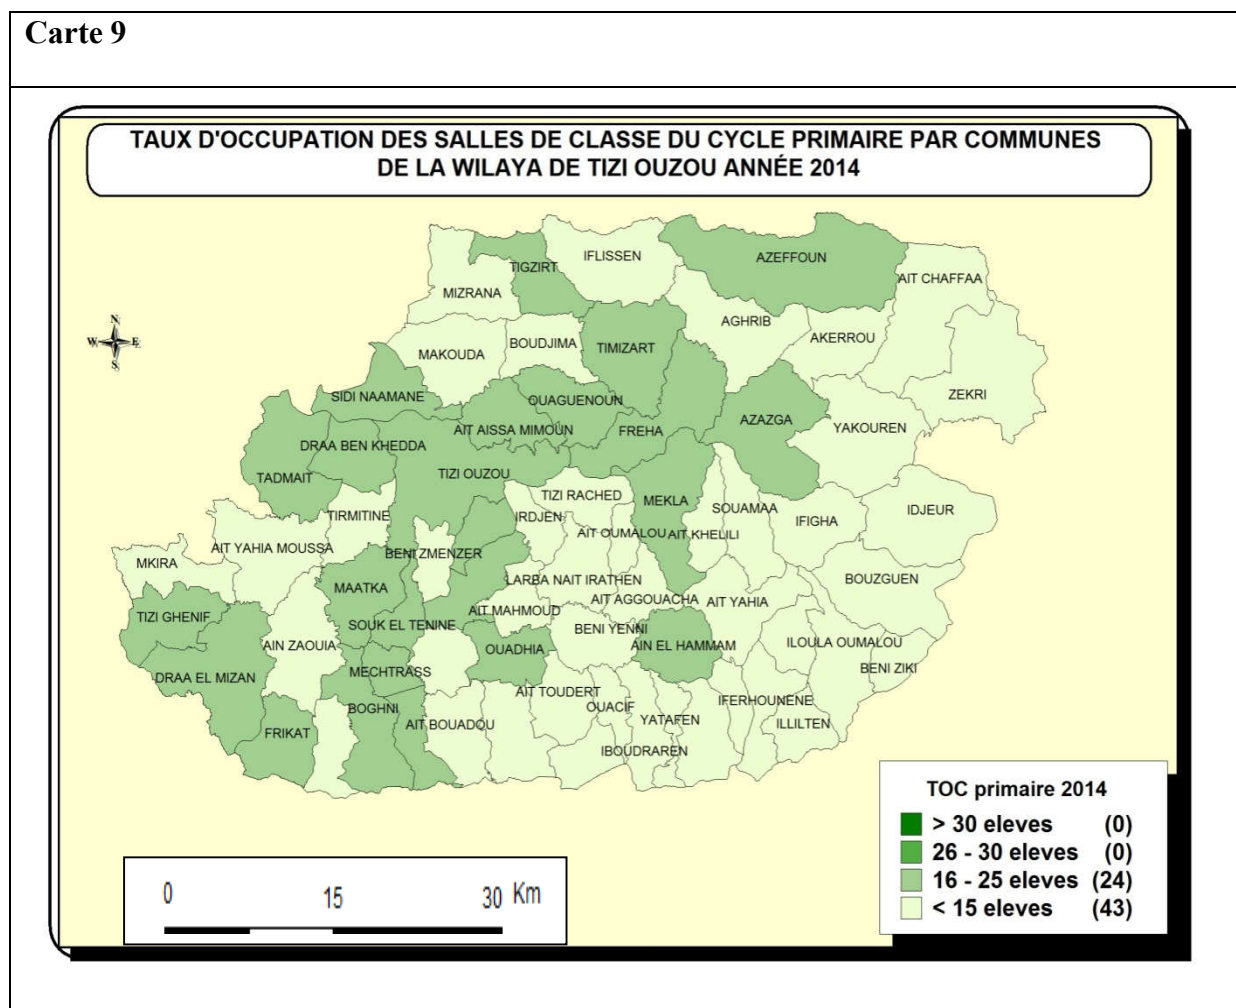 Carte 9
TAUX D'OCCUPATION DES SALLES DE CLASSE DU CYCLE PRIMAIRE PAR COMMUNES
DE LA WILAYA DE TIZI OUZOU ANNÉE 2014
N
W E
S
IFLISSEN
AZEFFOUN
TIGZIRT
AIT CHAFFAA
MIZRANA
AGHRIB
AKERROU
BOUDJIMA
TIMIZART
MAKOUDA
ZEKRI
SIDI NAAMANE
OUAGUENOUN
AZAZGA
YAKOUREN
AIT AISSA MIMOUN
FREHA
DRAA BEN KHEDDA
TIZI OUZOU
TADMAIT
TIZI RACHED
MEKLA
SOUAMAA
IDJEUR
TIRMITINE
IRDJEN
IFIGHA
AIT OUMALOU
AIT KHELILI
AIT YAHIA MOUSSA
BENI ZMENZER
MKIRA
BOUZGUEN
MAATKA
LARBA NAIT IRATHEN
AIT AGGOUACHA
AIT YAHIA
TIZI GHENIF
AIT MAHMOUD
SOUK EL TENINE
BENI YENNI
AIN ZAOUIA
OUADHIA
AIN EL HAMMAM
ILOULA OUMALOU
BENI ZIKI
DRAA EL MIZAN
MECHTRASS
AIT TOUDERT
IFERHOUNENE
OUACIF
BOGHNI
AIT BOUADOU
YATAFEN
ILLILTEN
FRIKAT
IBOUDRAREN
TOC primaire 2014
> 30 eleves (0)
26 - 30 eleves (0)
16 - 25 eleves (24)
< 15 eleves (43)
0 15 30 Km